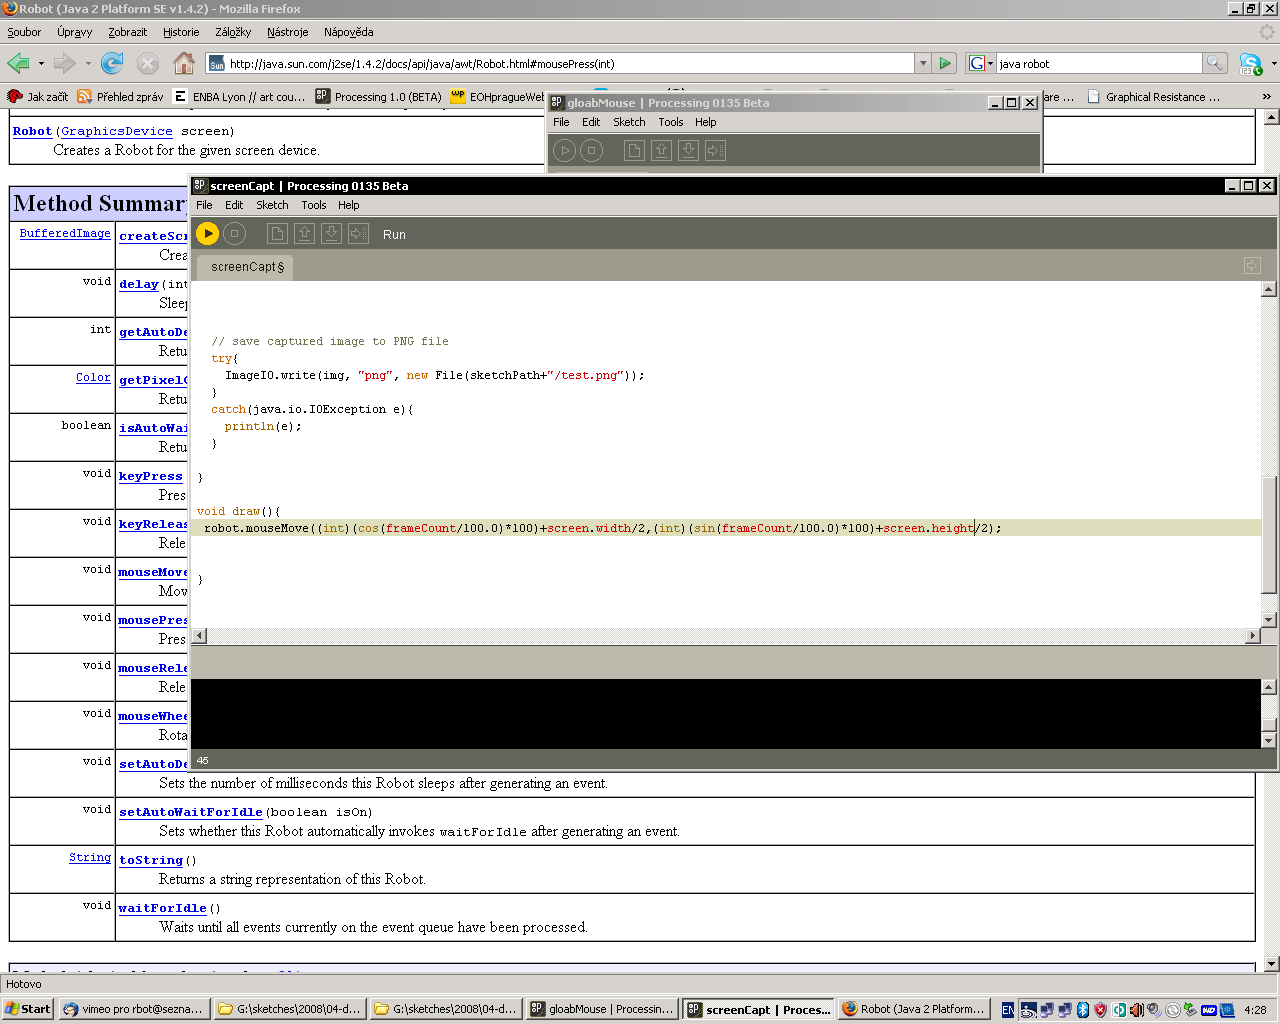 Robot (Java 2 Platform SE v1.4.2) - Mozilla Firefox
Soubor Úpravy Zobrazit Historie Záložky Nástroje Nápověda
http://java.sun.com/j2se/1.4.2/docs/api/java/awt/Robot.html#mousePress(int)
java robot
Jak začít Přehled zpráv ENBA Lyon // art cou... Processing 1.0 (BETA) EOHpragueWeb
are ... Graphical Resistance ... »
gloabMouse | Processing 0135 Beta
File Edit Sketch Tools Help
Robot(GraphicsDevice screen)
Creates a Robot for the given screen device.
Method Summary
BufferedImage createScr
Crea
void delay(int
Sleep
int getAutoDe
Retu
Color getPixelC
Retu
boolean isAutoWai
Retu
void keyPress
Pres
void keyReleas
Rele
void mouseMove
Mov
void mousePres
Pres
void mouseRele
Rele
void mouseWhee
Rota
void setAutoDe
Sets the number of milliseconds this Robot sleeps after generating an event.
void setAutoWaitForIdle(boolean isOn)
Sets whether this Robot automatically invokes waitForIdle after generating an event.
String toString()
Returns a string representation of this Robot.
void waitForIdle()
Waits until all events currently on the event queue have been processed.
screenCapt | Processing 0135 Beta
File Edit Sketch Tools Help
Run
screenCapt §
// save captured image to PNG file
try{
ImageIO.write(img, "png", new File(sketchPath+"/test.png"));
}
catch(java.io.IOException e){
println(e);
}
}
void draw(){
robot.mouseMove((int)(cos(frameCount/100.0)*100)+screen.width/2,(int)(sin(frameCount/100.0)*100)+screen.height/2);
}
45
Hotovo
Start vimeo pro rbot@sezna... G:\sketches\2008\04-d... G:\sketches\2008\04-d... gloabMouse | Processin... screenCapt | Proces... Robot (Java 2 Platform... EN 4:28